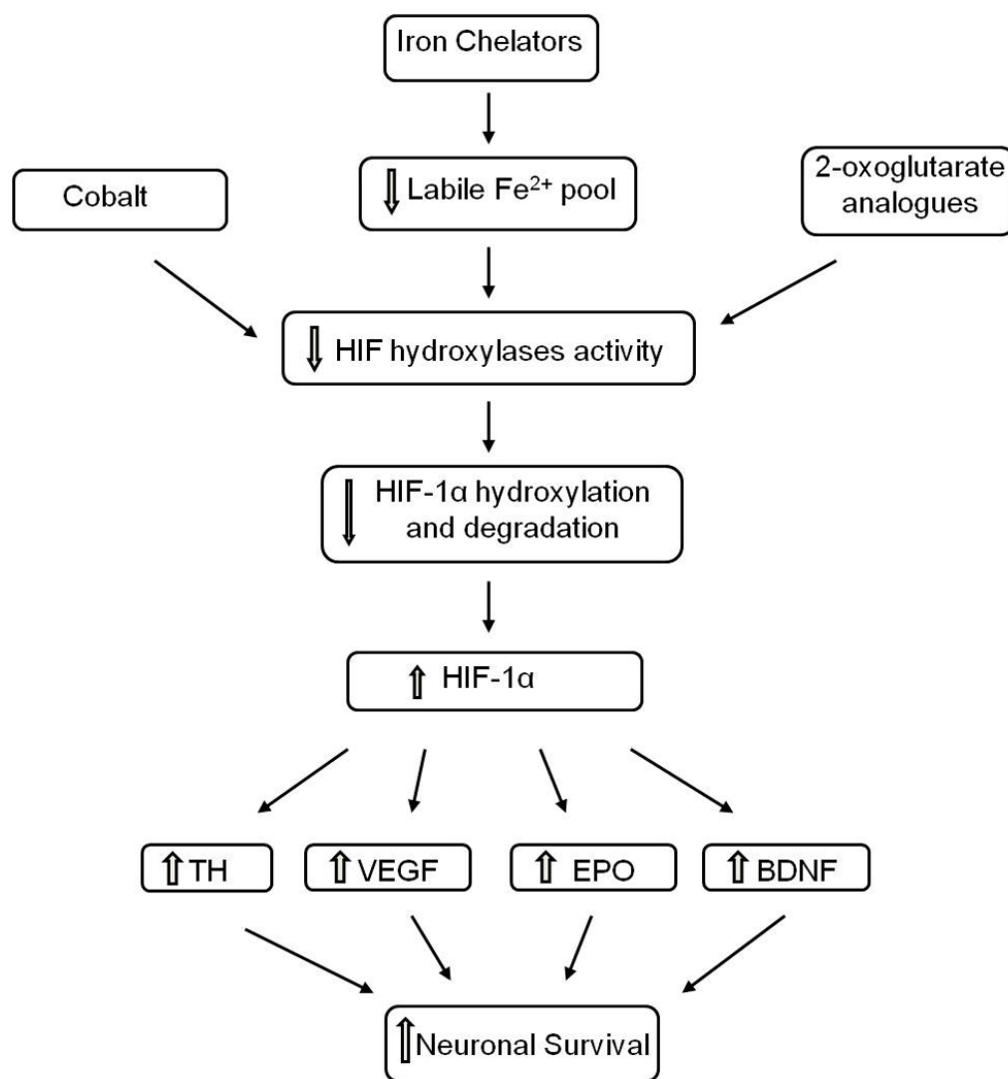 Iron Chelators
Cobalt
⇓ Labile Fe²⁺ pool
2-oxoglutarate
analogues
⇓ HIF hydroxylases activity
⇓ HIF-1α hydroxylation
and degradation
⇑ HIF-1α
⇑ TH
⇑ VEGF
⇑ EPO
⇑ BDNF
⇑ Neuronal Survival